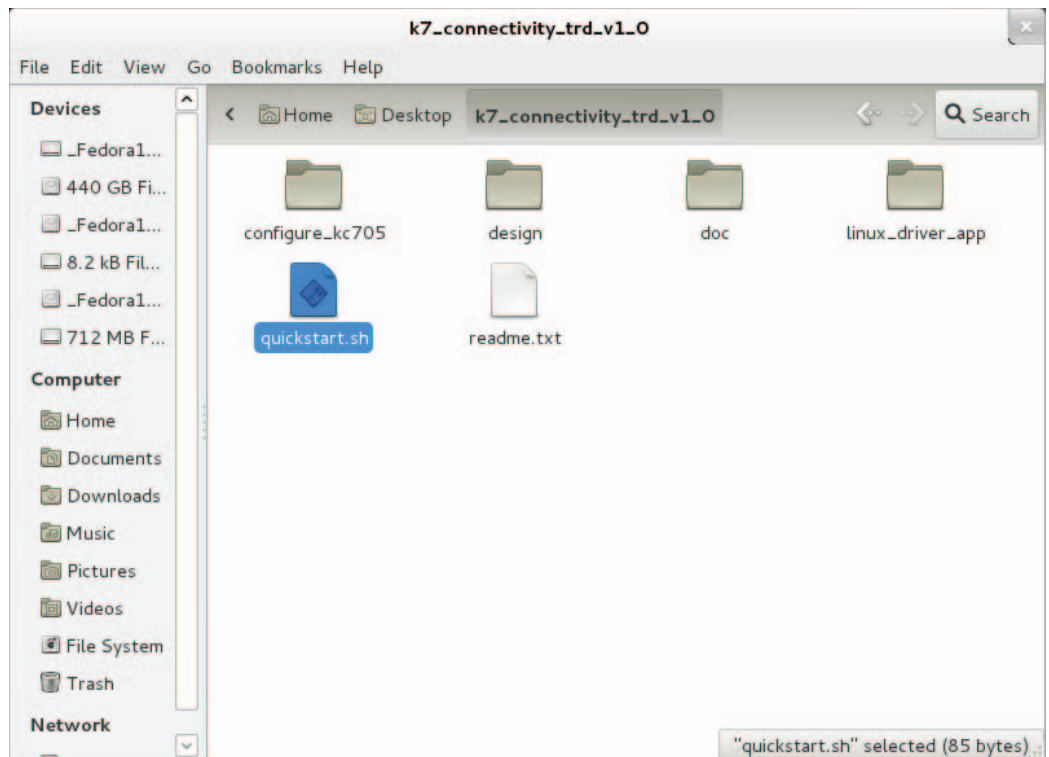 k7_connectivity_trd_v1_0
File Edit View Go Bookmarks Help
Devices
_Fedora1...
440 GB Fi...
_Fedora1...
8.2 kB Fil...
_Fedora1...
712 MB F...
Computer
Home
Documents
Downloads
Music
Pictures
Videos
File System
Trash
Network
Home Desktop k7_connectivity_trd_v1_0 Search
configure_kc705 design doc linux_driver_app
quickstart.sh readme.txt
"quickstart.sh" selected (85 bytes)